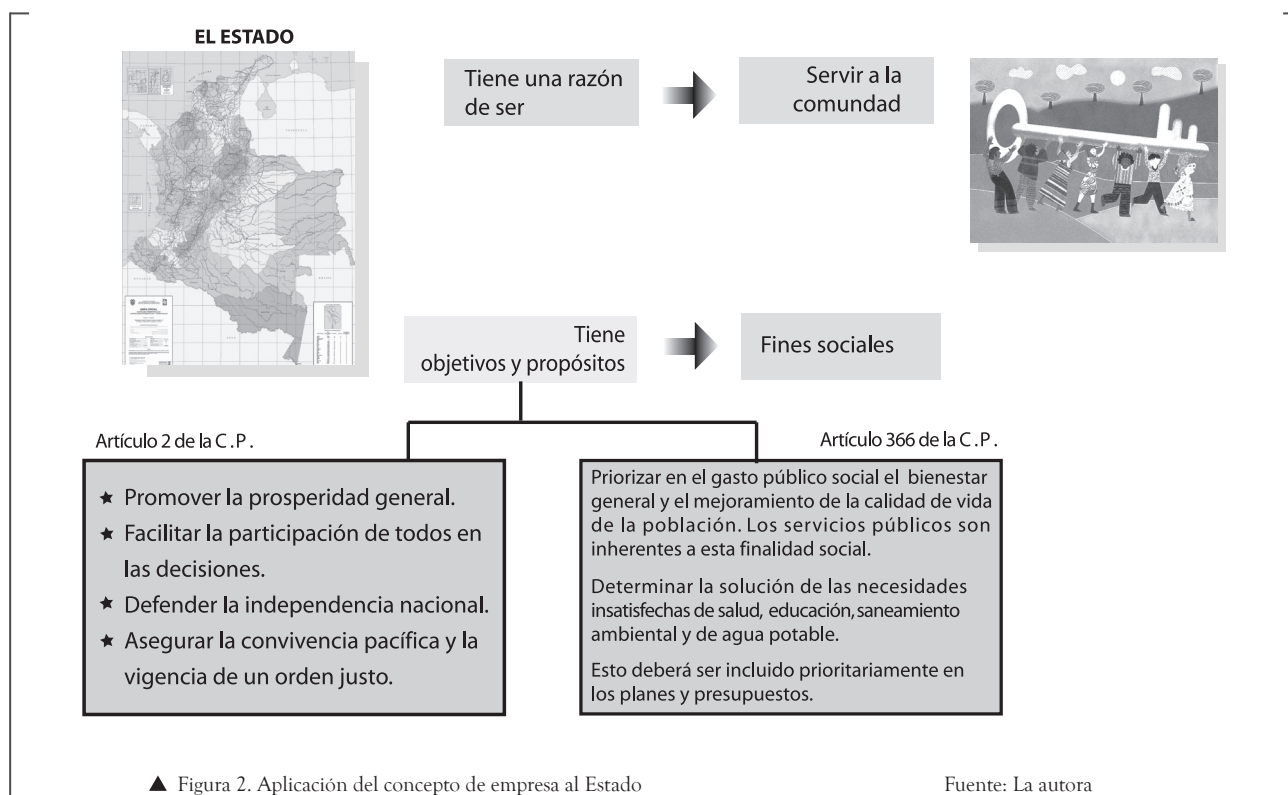 EL ESTADO
Tiene una razón
de ser
Servir a la
comundad
Tiene
objetivos y propósitos
Fines sociales
Artículo 2 de la C .P .
★ Promover la prosperidad general.
★ Facilitar la participación de todos en
las decisiones.
★ Defender la independencia nacional.
★ Asegurar la convivencia pacífica y la
vigencia de un orden justo.
Artículo 366 de la C .P .
Priorizar en el gasto público social el bienestar
general y el mejoramiento de la calidad de vida
de la población. Los servicios públicos son
inherentes a esta finalidad social.
Determinar la solución de las necesidades
insatisfechas de salud, educación, saneamiento
ambiental y de agua potable.
Esto deberá ser incluido prioritariamente en
los planes y presupuestos.
▲ Figura 2. Aplicación del concepto de empresa al Estado
Fuente: La autora